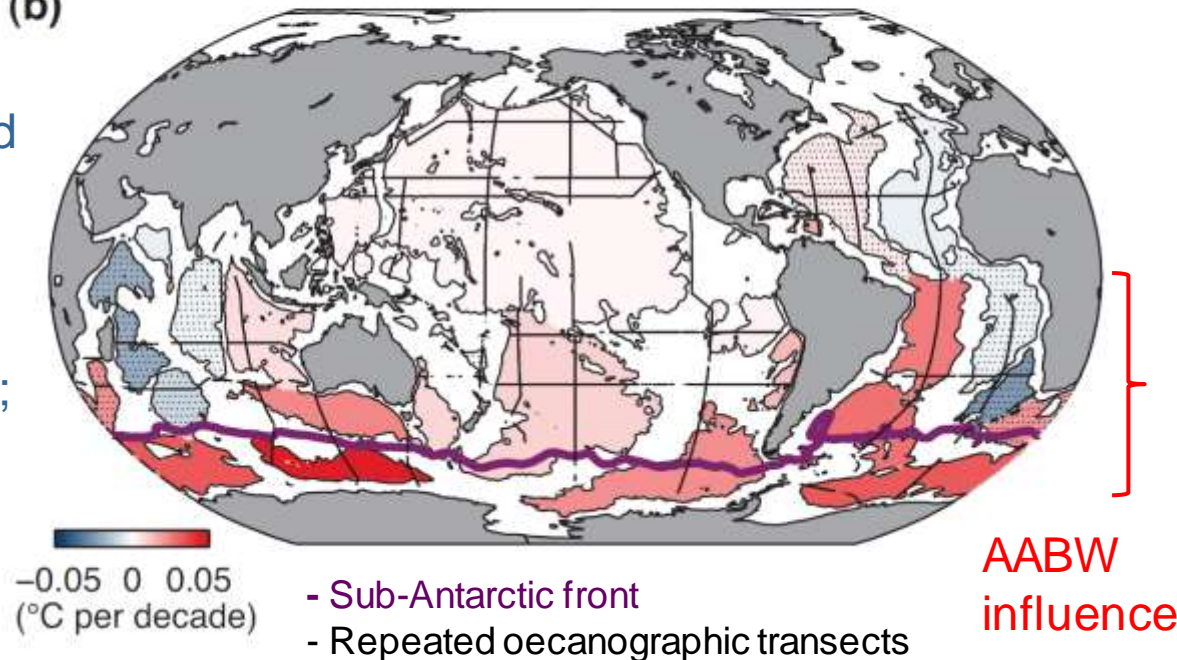 (b)
d
;
−0.05 0 0.05
(°C per decade)
- Sub-Antarctic front
- Repeated oecanographic transects
AABW
influence